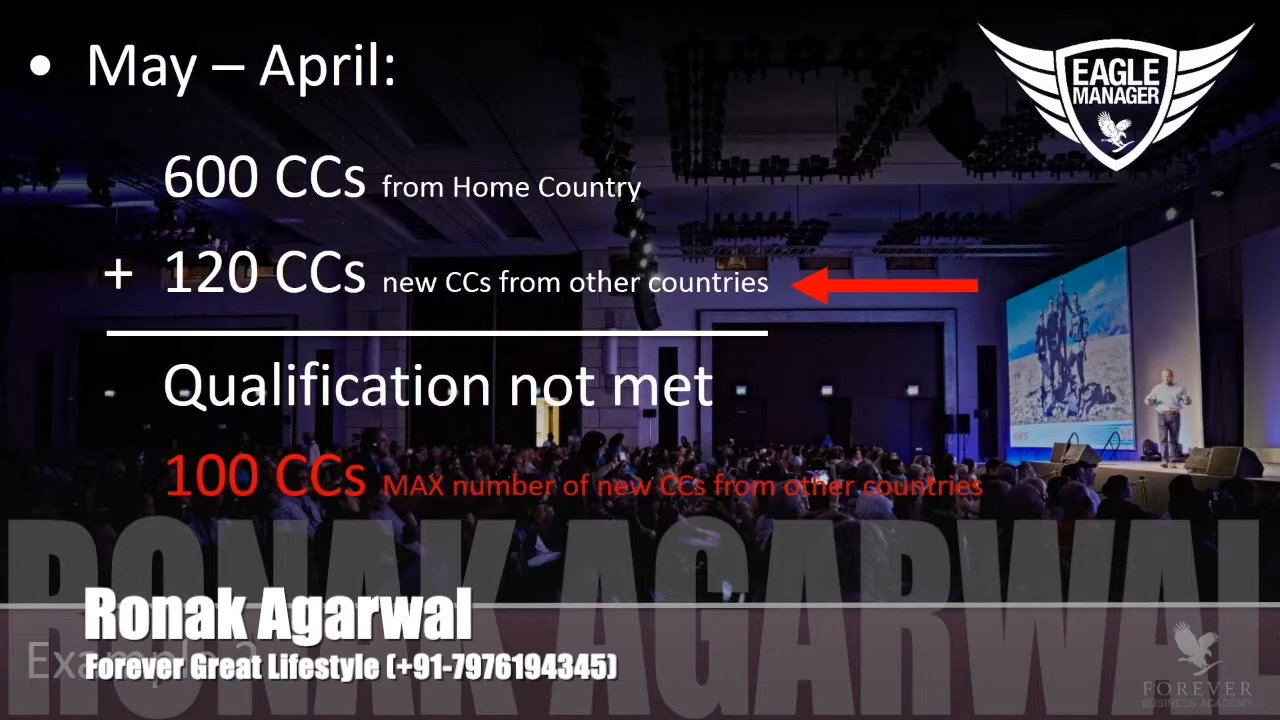 • May – April:
EAGLE
MANAGER
600 CCs from Home Country
+ 120 CCs new CCs from other countries
Qualification not met
100 CCs MAX number of new CCs from other countries
RONAK AGARWAL
Ronak Agarwal
Forever Great Lifestyle (+91-7976194345)
FOREVER
BUSINESS ACADEMY